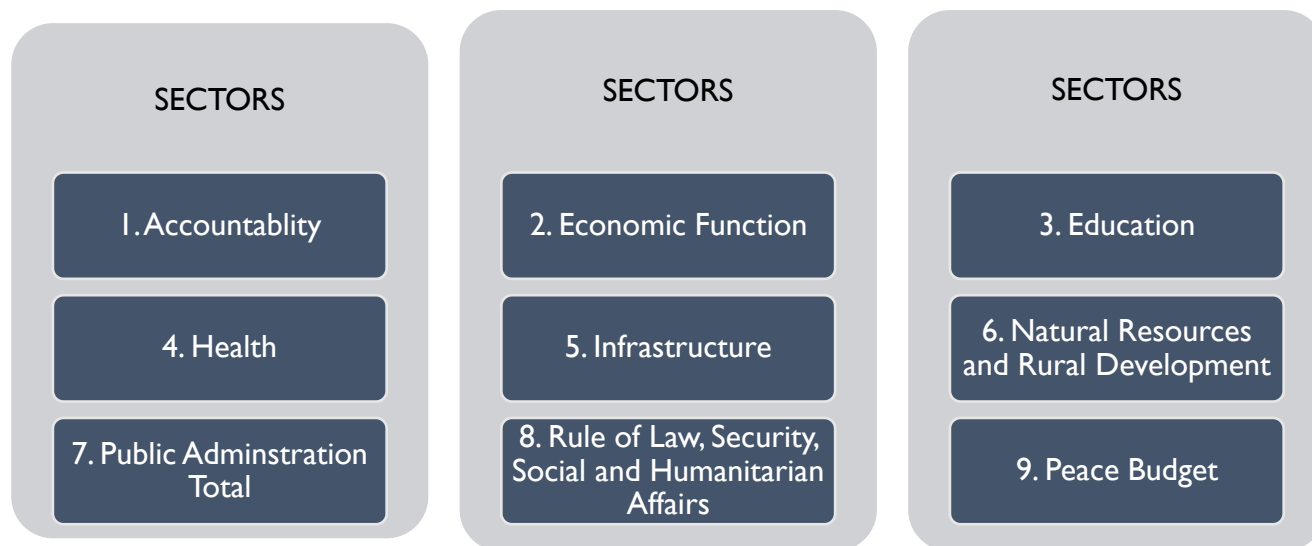 SECTORS
1. Accountablity
4. Health
7. Public Adminstration
Total
SECTORS
2. Economic Function
5. Infrastructure
8. Rule of Law, Security,
Social and Humanitarian
Affairs
SECTORS
3. Education
6. Natural Resources
and Rural Development
9. Peace Budget